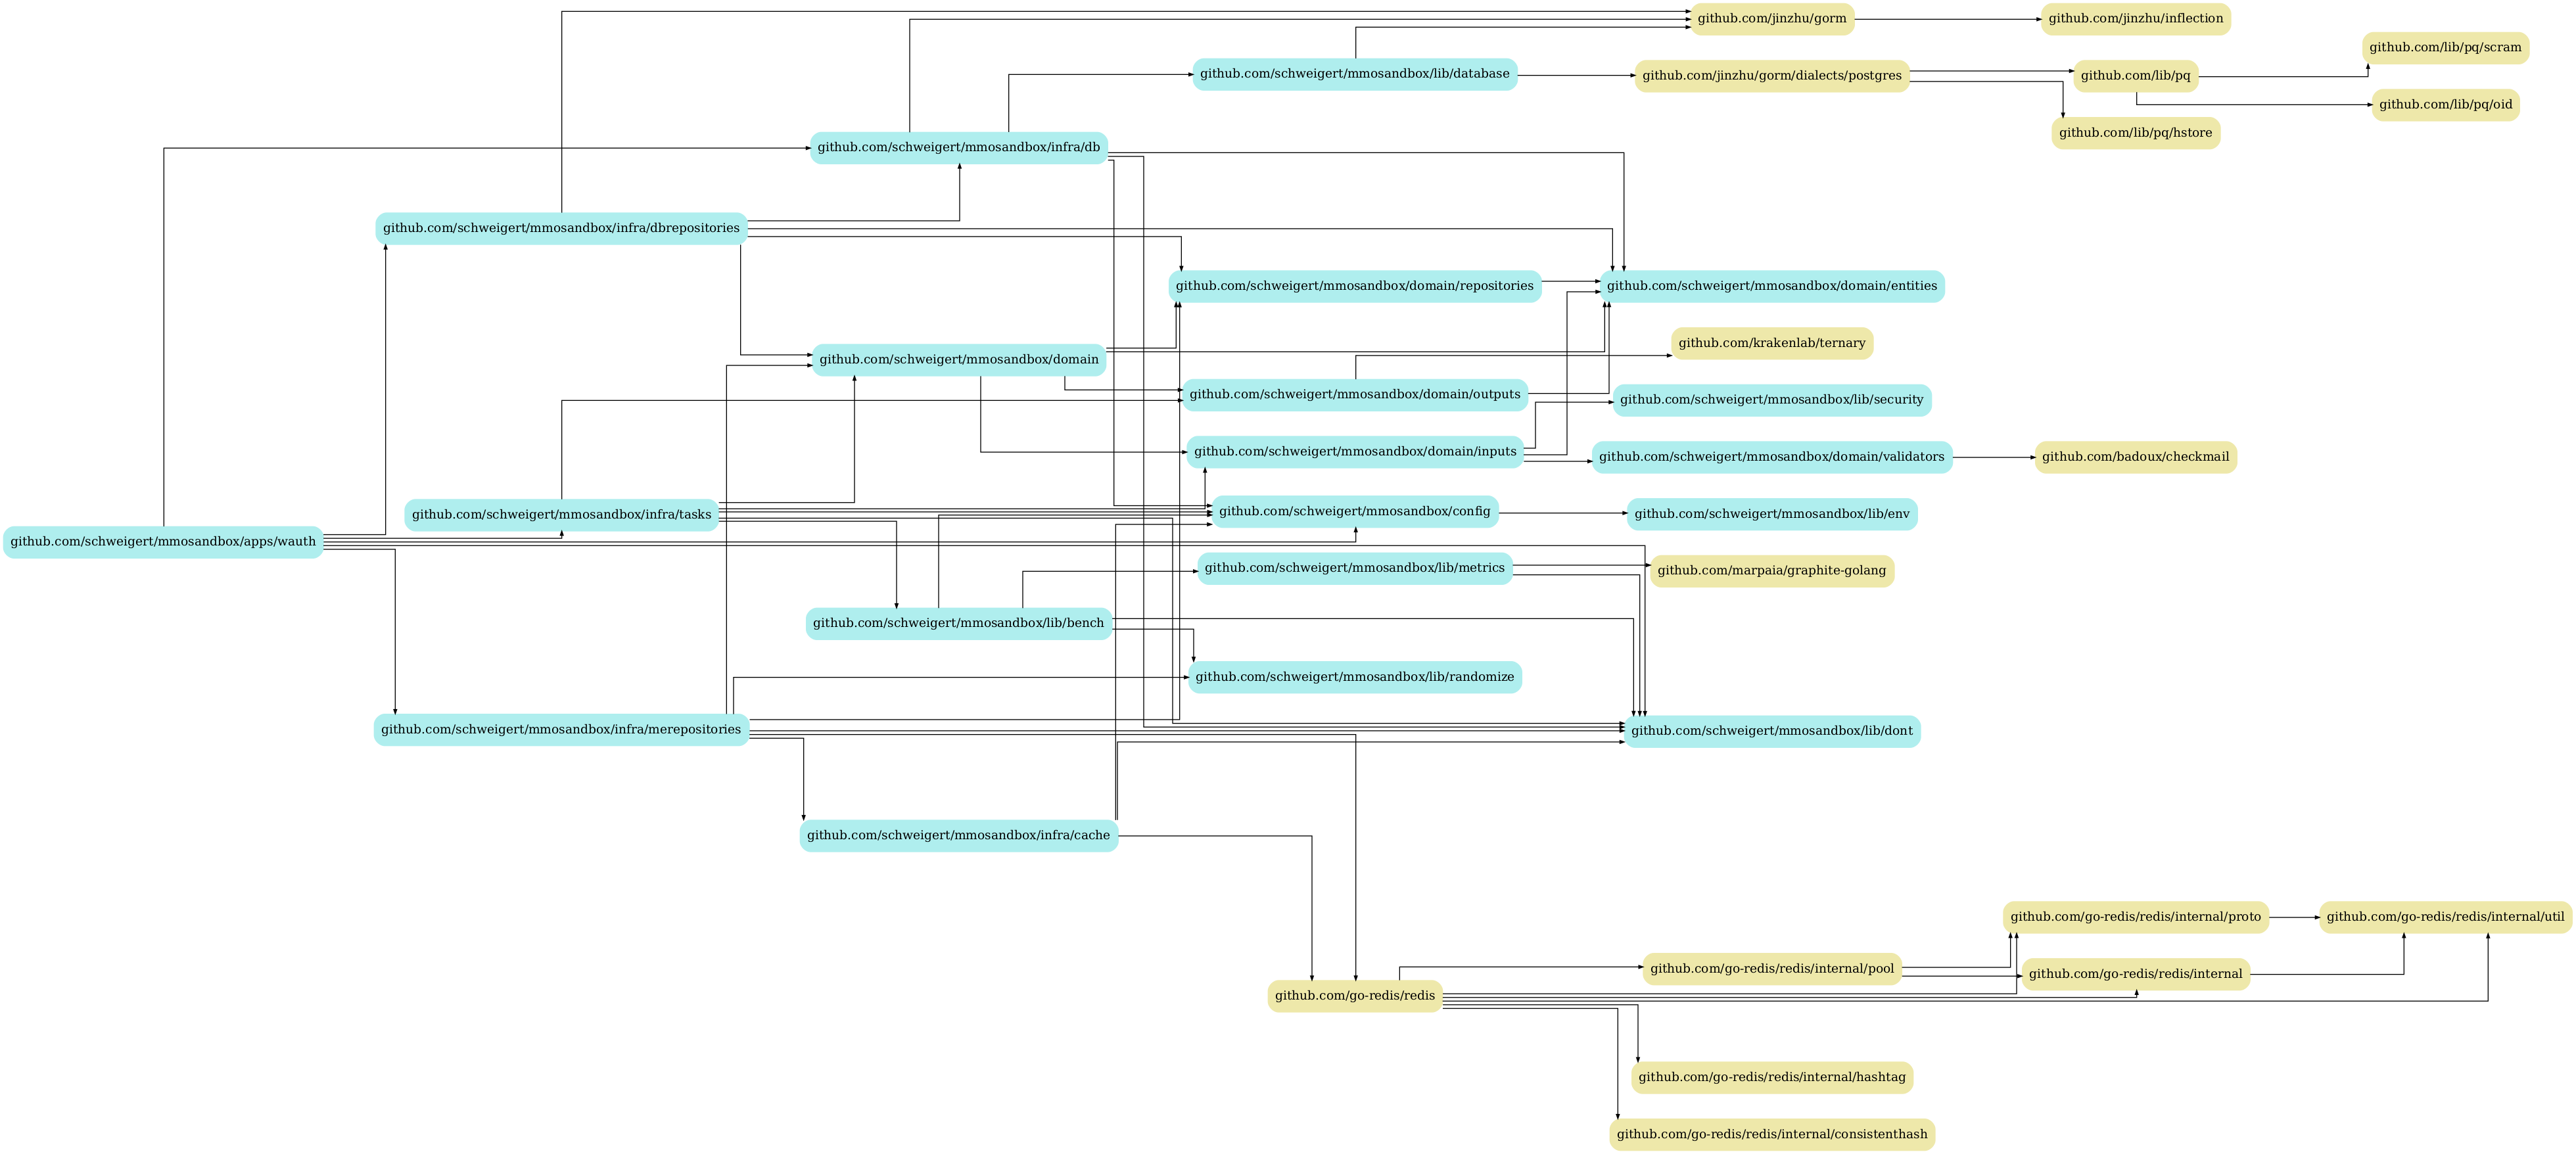 github.com/jinzhu/gorm
github.com/jinzhu/inflection
github.com/lib/pq/scram
github.com/schweigert/mmosandbox/lib/database
github.com/jinzhu/gorm/dialects/postgres
github.com/lib/pq
github.com/lib/pq/oid
github.com/lib/pq/hstore
github.com/schweigert/mmosandbox/infra/db
github.com/schweigert/mmosandbox/infra/dbrepositories
github.com/schweigert/mmosandbox/domain/repositories
github.com/schweigert/mmosandbox/domain/entities
github.com/krakenlab/ternary
github.com/schweigert/mmosandbox/domain
github.com/schweigert/mmosandbox/domain/outputs
github.com/schweigert/mmosandbox/lib/security
github.com/schweigert/mmosandbox/domain/inputs
github.com/schweigert/mmosandbox/domain/validators
github.com/badoux/checkmail
github.com/schweigert/mmosandbox/infra/tasks
github.com/schweigert/mmosandbox/config
github.com/schweigert/mmosandbox/lib/env
github.com/schweigert/mmosandbox/apps/wauth
github.com/schweigert/mmosandbox/lib/metrics
github.com/marpaia/graphite-golang
github.com/schweigert/mmosandbox/lib/bench
github.com/schweigert/mmosandbox/lib/randomize
github.com/schweigert/mmosandbox/infra/merepositories
github.com/schweigert/mmosandbox/lib/dont
github.com/schweigert/mmosandbox/infra/cache
github.com/go-redis/redis/internal/proto
github.com/go-redis/redis/internal/util
github.com/go-redis/redis/internal/pool
github.com/go-redis/redis/internal
github.com/go-redis/redis
github.com/go-redis/redis/internal/hashtag
github.com/go-redis/redis/internal/consistenthash